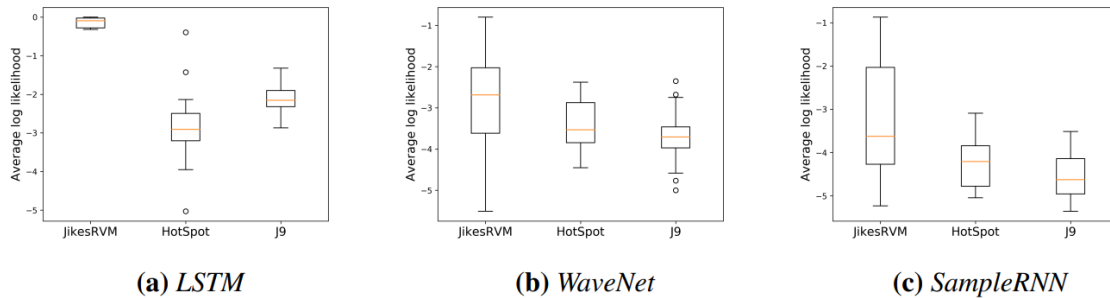 Average log likelihood
0
−1
−2
−3
−4
−5
JikesRVM HotSpot J9
(a) LSTM
Average log likelihood
−1
−2
−3
−4
−5
JikesRVM HotSpot J9
(b) WaveNet
Average log likelihood
−1
−2
−3
−4
−5
JikesRVM HotSpot J9
(c) SampleRNN